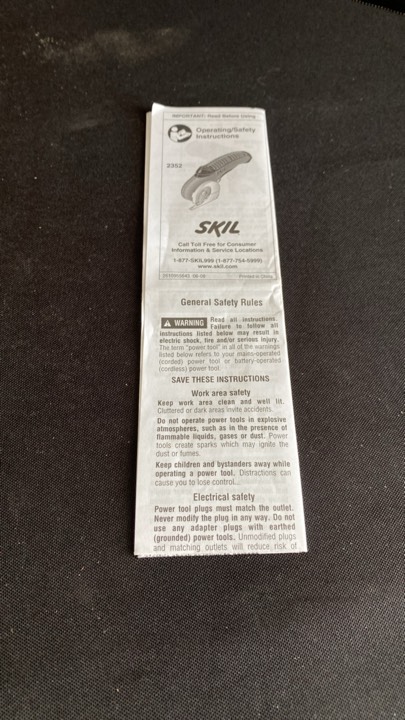 IMPORTANT: Read Before Using
Operating/Safety
Instructions
2352
SKIL
Call Toll Free for Consumer
Information & Service Locations
1-877-SKIL999 (1-877-754-5999)
www.skil.com
Printed in China
General Safety Rules
WARNING Read all instructions.
Failure to follow all
instructions listed below may result in
electric shock, fire and/or serious injury.
The term "power tool" in all of the warnings
listed below refers to your mains-operated
(corded) power tool or battery-operated
(cordless) power tool.
SAVE THESE INSTRUCTIONS
Work area safety
Keep work area clean and well lit.
Cluttered or dark areas invite accidents.
Do not operate power tools in explosive
atmospheres, such as in the presence of
flammable liquids, gases or dust. Power
tools create sparks which may ignite the
dust or fumes.
Keep children and bystanders away while
operating a power tool. Distractions can
cause you to lose control.
Electrical safety
Power tool plugs must match the outlet.
Never modify the plug in any way. Do not
use any adapter plugs with earthed
(grounded) power tools. Unmodified plugs
and matching outlets will reduce risk of